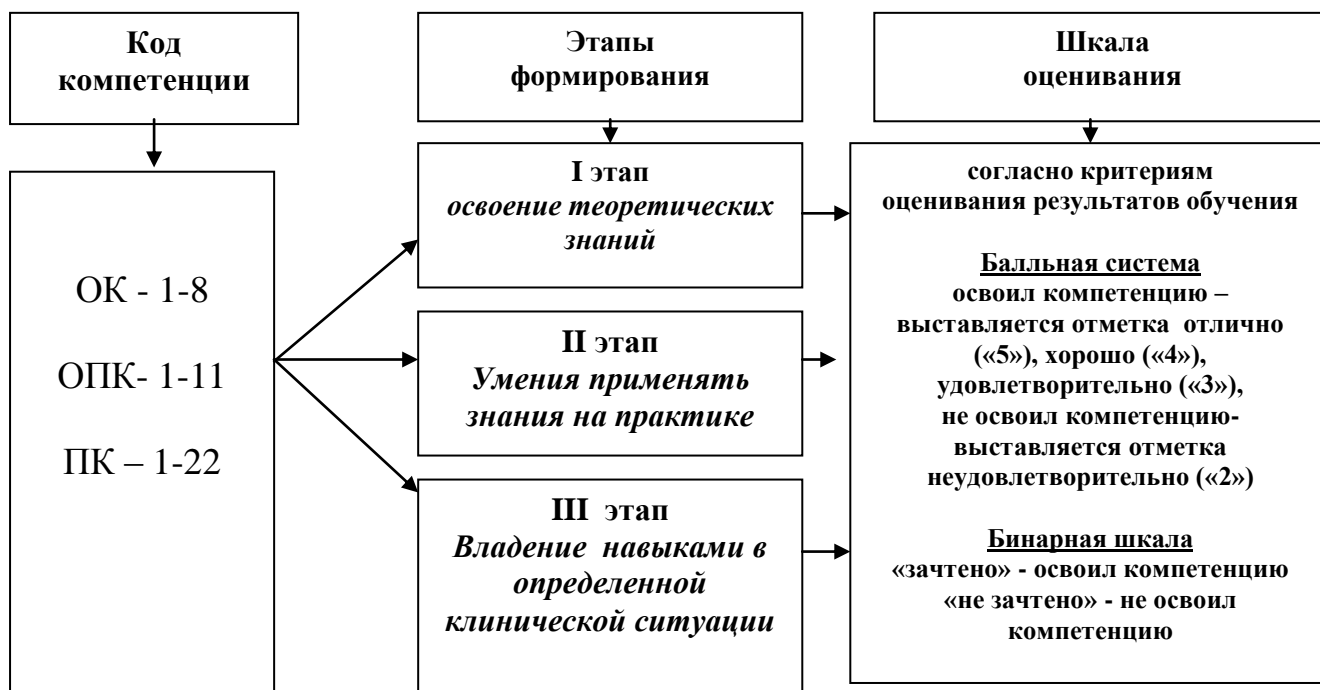 Код
компетенции
Этапы
формирования
Шкала
оценивания
ОК - 1-8
ОПК- 1-11
ПК – 1-22
I этап
освоение теоретических
знаний
II этап
Умения применять
знания на практике
III этап
Владение навыками в
определенной
клинической ситуации
согласно критериям
оценивания результатов обучения
Балльная система
освоил компетенцию –
выставляется отметка отлично
(«5»), хорошо («4»),
удовлетворительно («3»),
не освоил компетенцию-
выставляется отметка
неудовлетворительно («2»)
Бинарная шкала
«зачтено» - освоил компетенцию
«не зачтено» - не освоил
компетенцию